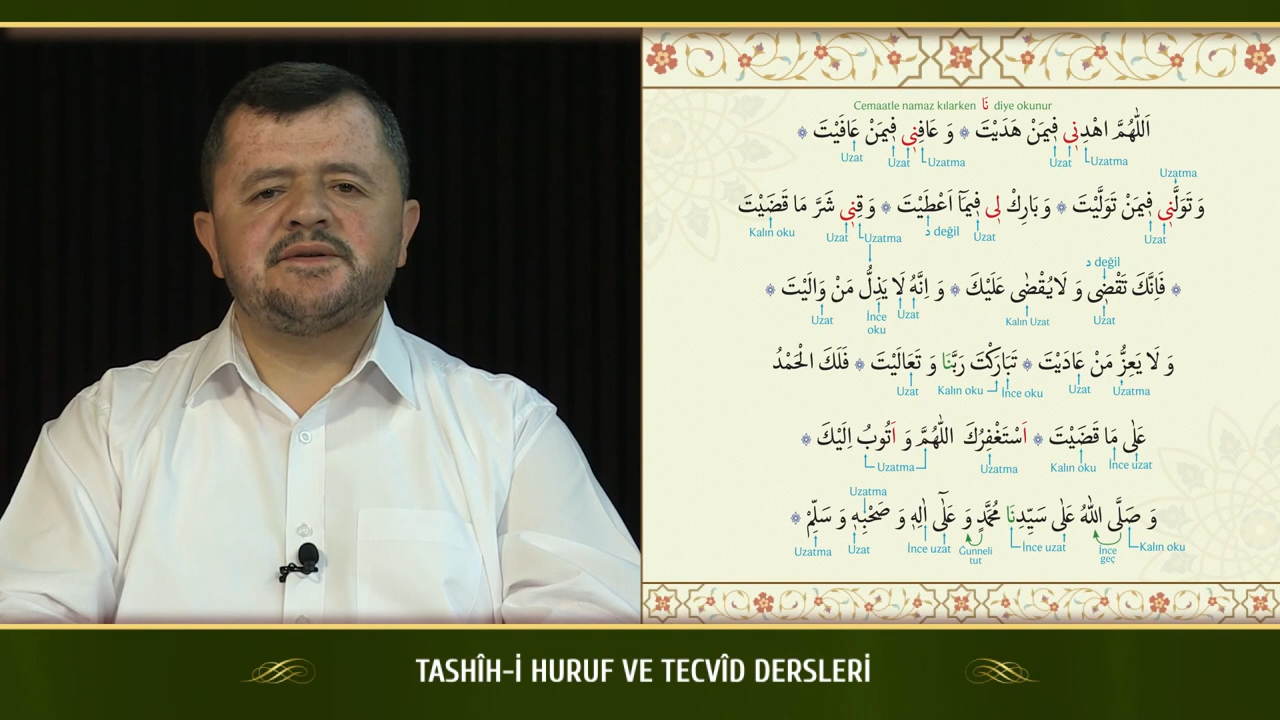 Cemaatle namaz kılarken نَا diye okunur
اَللّٰهُمَّ اهْدِنِى فِيمَنْ هَدَيْتَ ۞ وَ عَافِنِى فِيمَنْ عَافَيْتَ ۞
Uzat Uzat Uzatma Uzat Uzatma
Uzatma
وَ تَوَلَّنِى فِيمَنْ تَوَلَّيْتَ ۞ وَ بَارِكْ لِى فِيمَٓا اَعْطَيْتَ ۞ وَ قِنِى شَرَّ مَا قَضَيْتَ
Kalın oku Uzat Uzatma د değil Uzat Uzat
د değil
۞ فَاِنَّكَ تَقْضِى وَ لَايُقْضٰى عَلَيْكَ ۞ وَ اِنَّهُ لَا يَذِلُّ مَنْ وَالَيْتَ ۞
Uzat İnce oku Uzat Kalın Uzat Uzat
وَ لَا يَعِزُّ مَنْ عَادَيْتَ ۞ تَبَارَكْتَ رَبَّنَا وَ تَعَالَيْتَ ۞ فَلَكَ الْحَمْدُ
Uzat Kalın oku İnce oku Uzat Uzatma
عَلٰى مَا قَضَيْتَ ۞ اَسْتَغْفِرُكَ اللّٰهُمَّ وَ اَتُوبُ اِلَيْكَ ۞
Uzatma Uzatma Kalın oku İnce uzat
Uzatma
وَ صَلَّى اللّٰهُ عَلٰى سَيِّدِنَا مُحَمَّدٍ وَ عَلٰٓى اٰلِهِ وَ صَحْبِهِ وَ سَلِّمْ ۞
Uzatma Uzat İnce uzat Ğunneli tut İnce uzat İnce geç Kalın oku
TASHÎH-İ HURUF VE TECVÎD DERSLERİ